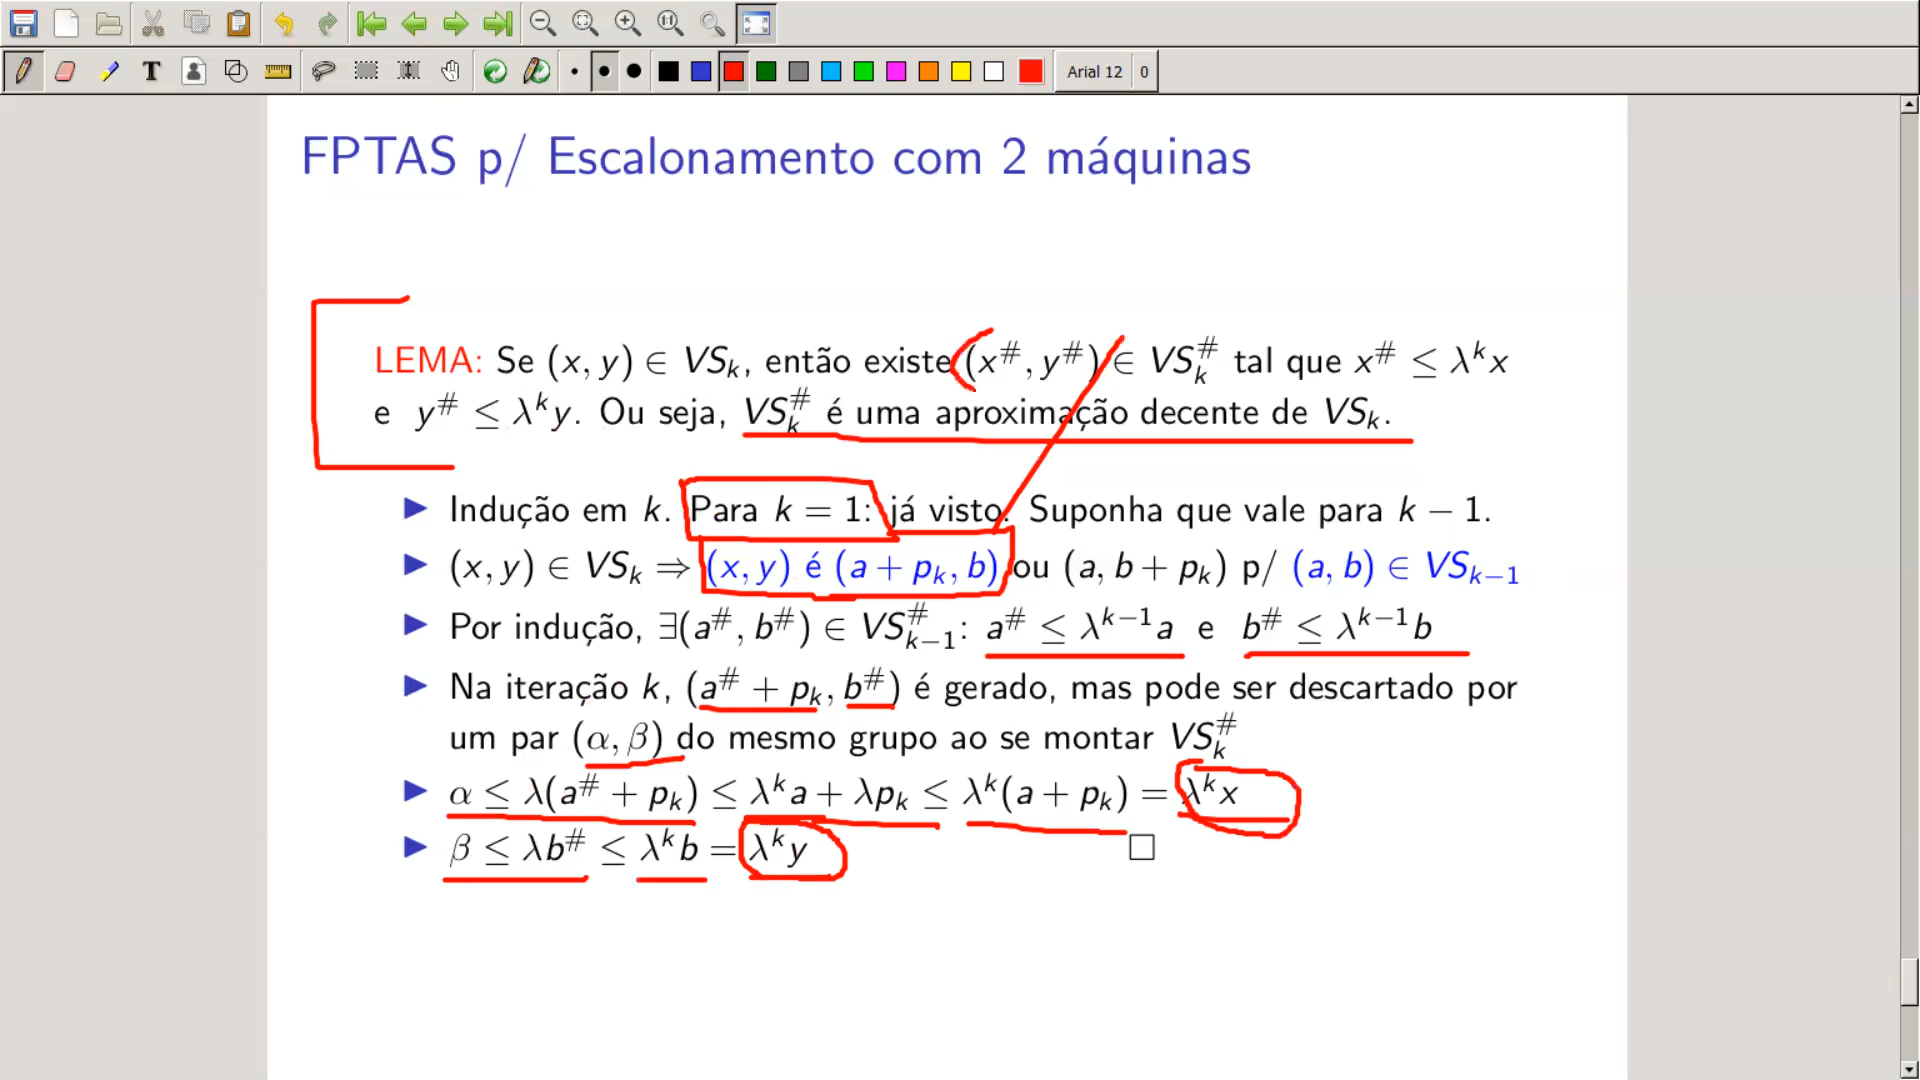 Arial 12 0
FPTAS p/ Escalonamento com 2 máquinas
LEMA: Se (x, y) ∈ VS_k, então existe (x^#, y^#) ∈ VS_k^# tal que x^# ≤ λ^k x
e y^# ≤ λ^k y. Ou seja, VS_k^# é uma aproximação decente de VS_k.
▶ Indução em k. Para k = 1: já visto. Suponha que vale para k − 1.
▶ (x, y) ∈ VS_k ⇒ (x, y) é (a + p_k, b) ou (a, b + p_k) p/ (a, b) ∈ VS_{k−1}
▶ Por indução, ∃(a^#, b^#) ∈ VS_{k−1}^#: a^# ≤ λ^{k−1}a e b^# ≤ λ^{k−1}b
▶ Na iteração k, (a^# + p_k, b^#) é gerado, mas pode ser descartado por
um par (α, β) do mesmo grupo ao se montar VS_k^#
▶ α ≤ λ(a^# + p_k) ≤ λ^k a + λp_k ≤ λ^k(a + p_k) = λ^k x
▶ β ≤ λb^# ≤ λ^k b = λ^k y □